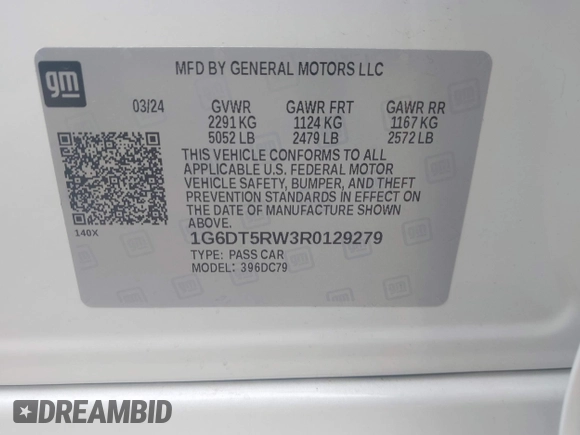 gm
MFD BY GENERAL MOTORS LLC
03/24 GVWR GAWR FRT GAWR RR
2291 KG 1124 KG 1167 KG
5052 LB 2479 LB 2572 LB
THIS VEHICLE CONFORMS TO ALL
APPLICABLE U.S. FEDERAL MOTOR
VEHICLE SAFETY, BUMPER, AND THEFT
PREVENTION STANDARDS IN EFFECT ON
THE DATE OF MANUFACTURE SHOWN
ABOVE.
140X
1G6DT5RW3R0129279
TYPE: PASS CAR
MODEL: 396DC79
DREAMBID